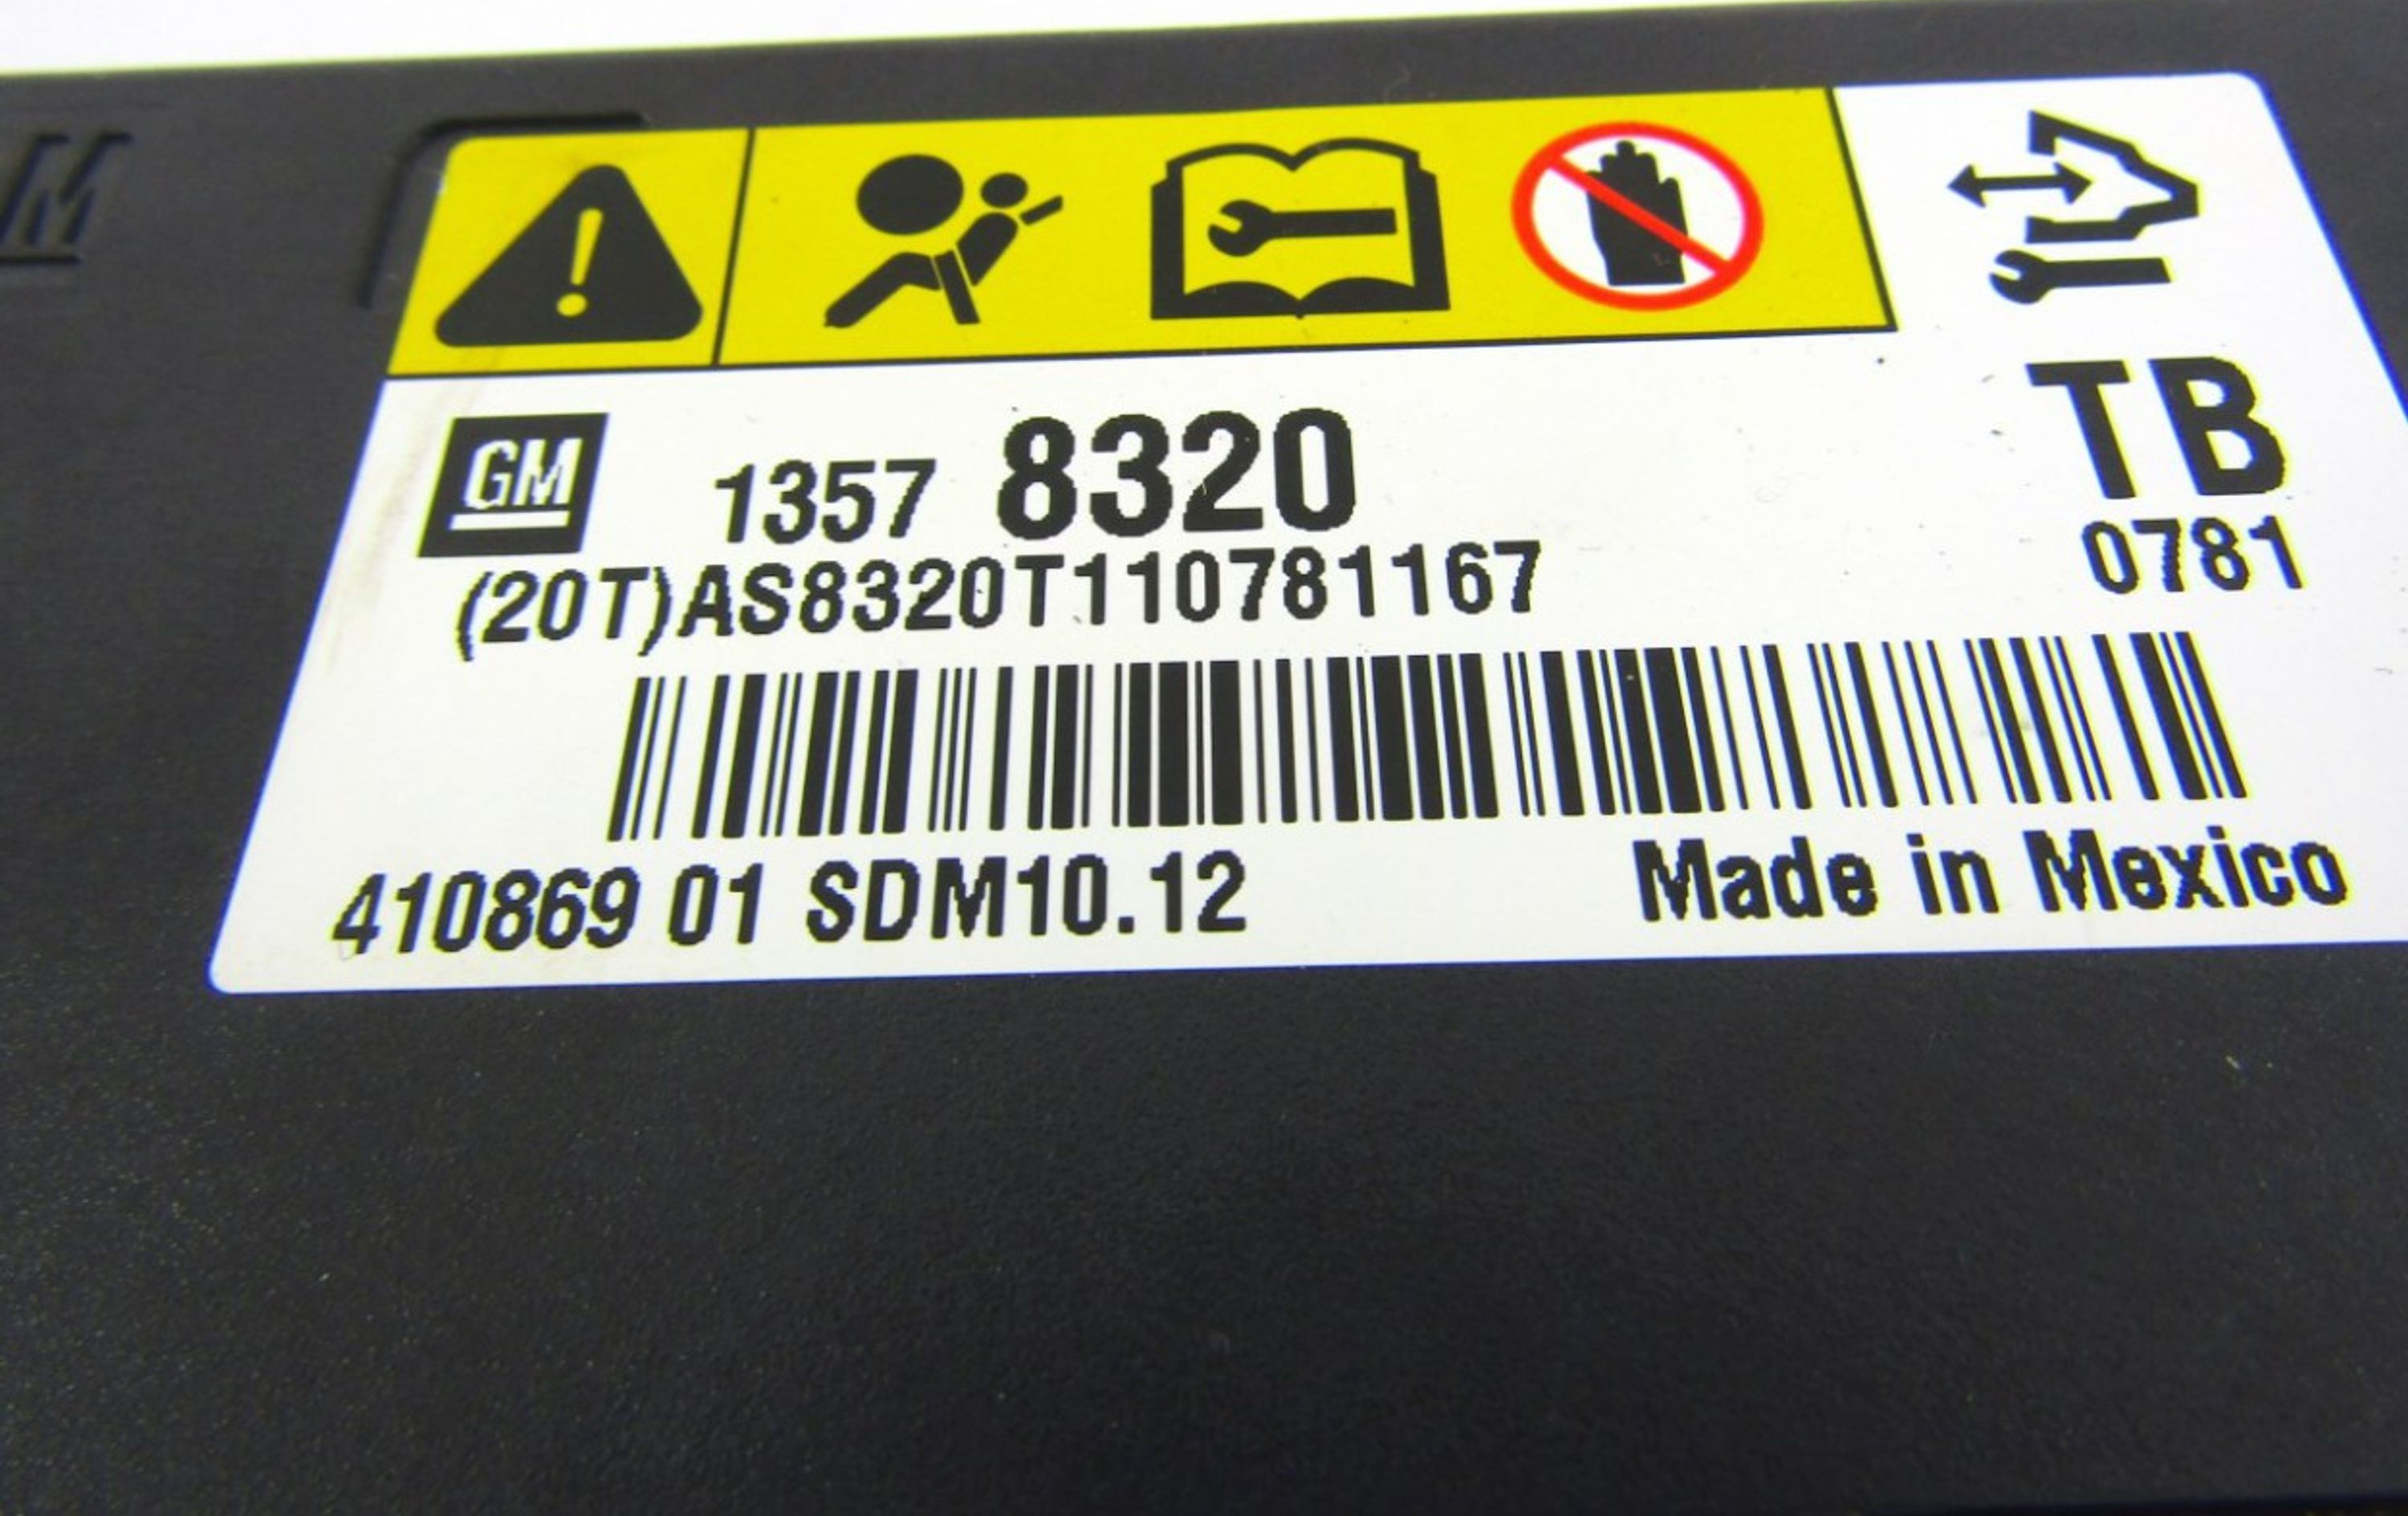 M
GM
1357 8320
TB
0781
(20T)AS8320T110781167
410869 01 SDM10.12
Made in Mexico